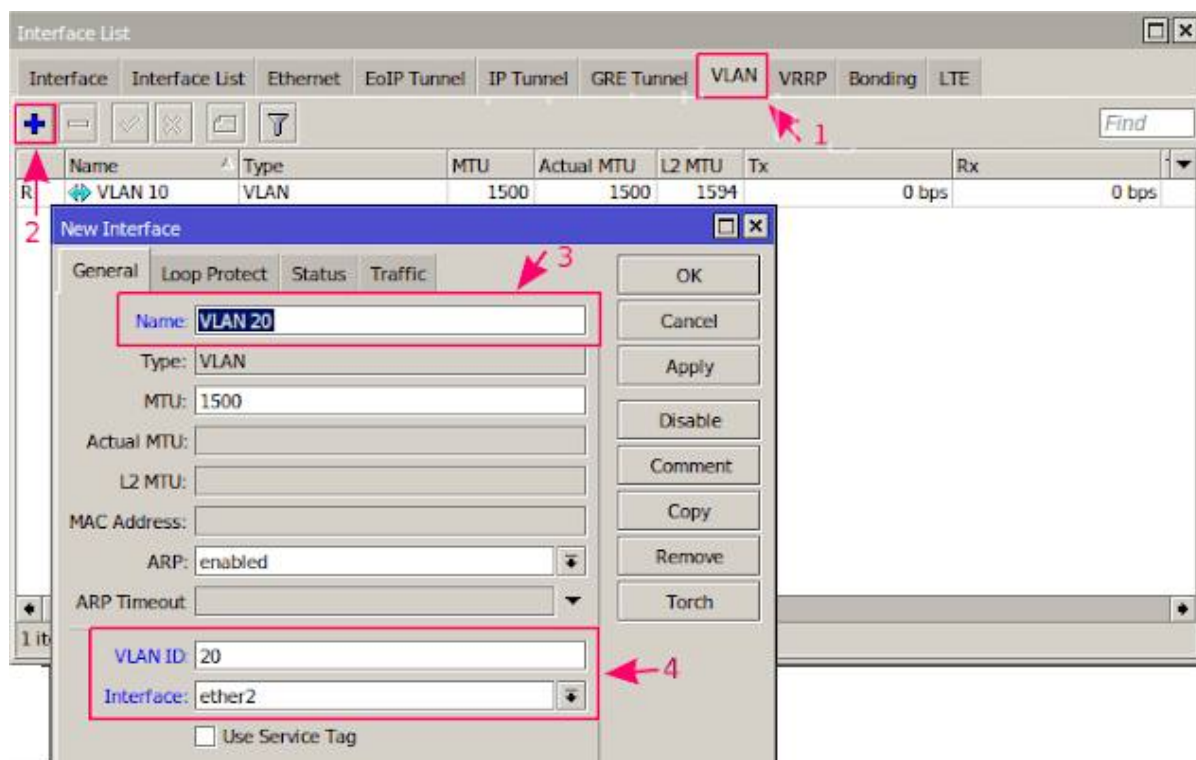 Interface List
Interface Interface List Ethernet EoIP Tunnel IP Tunnel GRE Tunnel VLAN VRRP Bonding LTE
1
Find
Name Type MTU Actual MTU L2 MTU Tx Rx
R VLAN 10 VLAN 1500 1500 1594 0 bps 0 bps
2
New Interface
General Loop Protect Status Traffic
3
OK
Name: VLAN 20
Cancel
Type: VLAN
Apply
MTU: 1500
Disable
Actual MTU:
Comment
L2 MTU:
Copy
MAC Address:
ARP: enabled
Remove
ARP Timeout
Torch
1 it
VLAN ID: 20
4
Interface: ether2
Use Service Tag